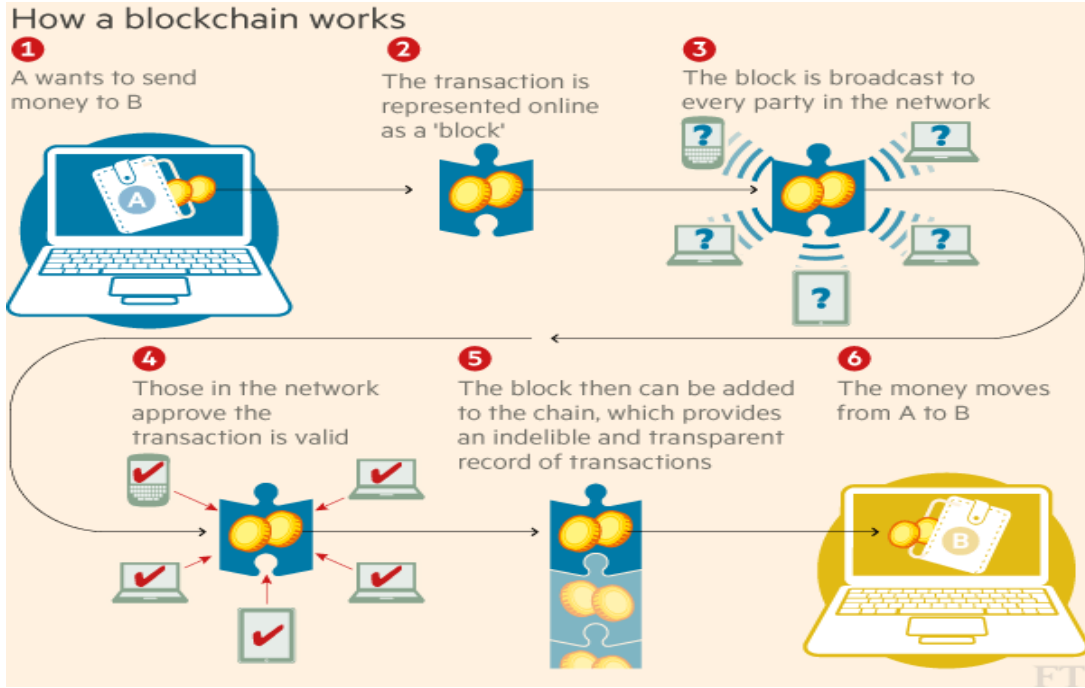 How a blockchain works
1
A wants to send
money to B
2
The transaction is
represented online
as a 'block'
3
The block is broadcast to
every party in the network
A
?
?
?
?
?
4
Those in the network
approve the
transaction is valid
5
The block then can be added
to the chain, which provides
an indelible and transparent
record of transactions
6
The money moves
from A to B
B
FT